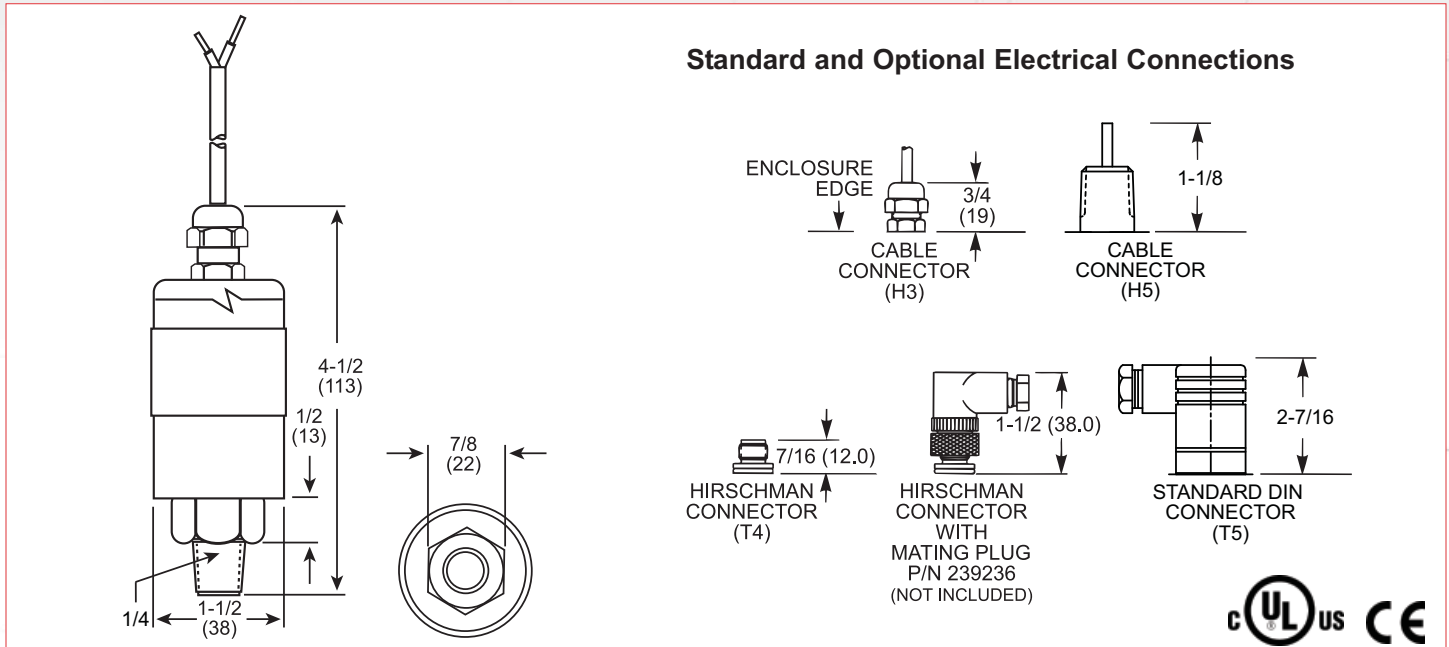 Standard and Optional Electrical Connections
4-1/2
(113)
1/2
(13)
1/4
1-1/2
(38)
7/8
(22)
ENCLOSURE
EDGE
3/4
(19)
CABLE
CONNECTOR
(H3)
1-1/8
CABLE
CONNECTOR
(H5)
7/16 (12.0)
HIRSCHMAN
CONNECTOR
(T4)
1-1/2 (38.0)
HIRSCHMAN
CONNECTOR
WITH
MATING PLUG
P/N 239236
(NOT INCLUDED)
2-7/16
STANDARD DIN
CONNECTOR
(T5)
c UL ® US CE